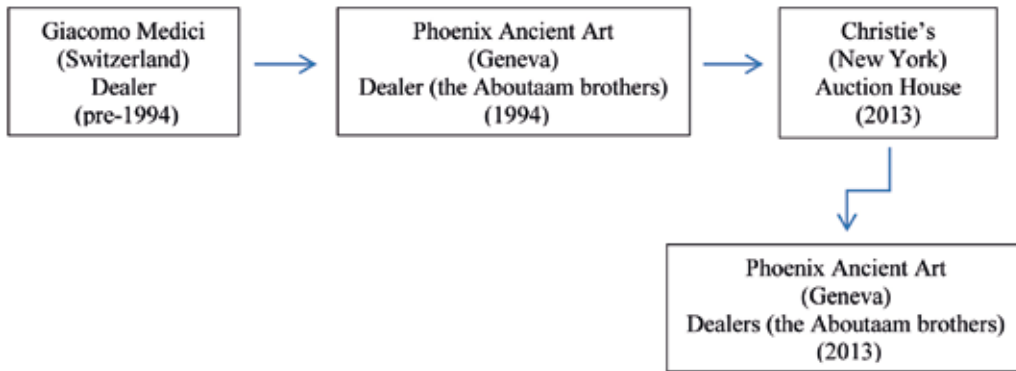 Giacomo Medici
(Switzerland)
Dealer
(pre-1994)
Phoenix Ancient Art
(Geneva)
Dealer (the Aboutaam brothers)
(1994)
Christie's
(New York)
Auction House
(2013)
Phoenix Ancient Art
(Geneva)
Dealers (the Aboutaam brothers)
(2013)